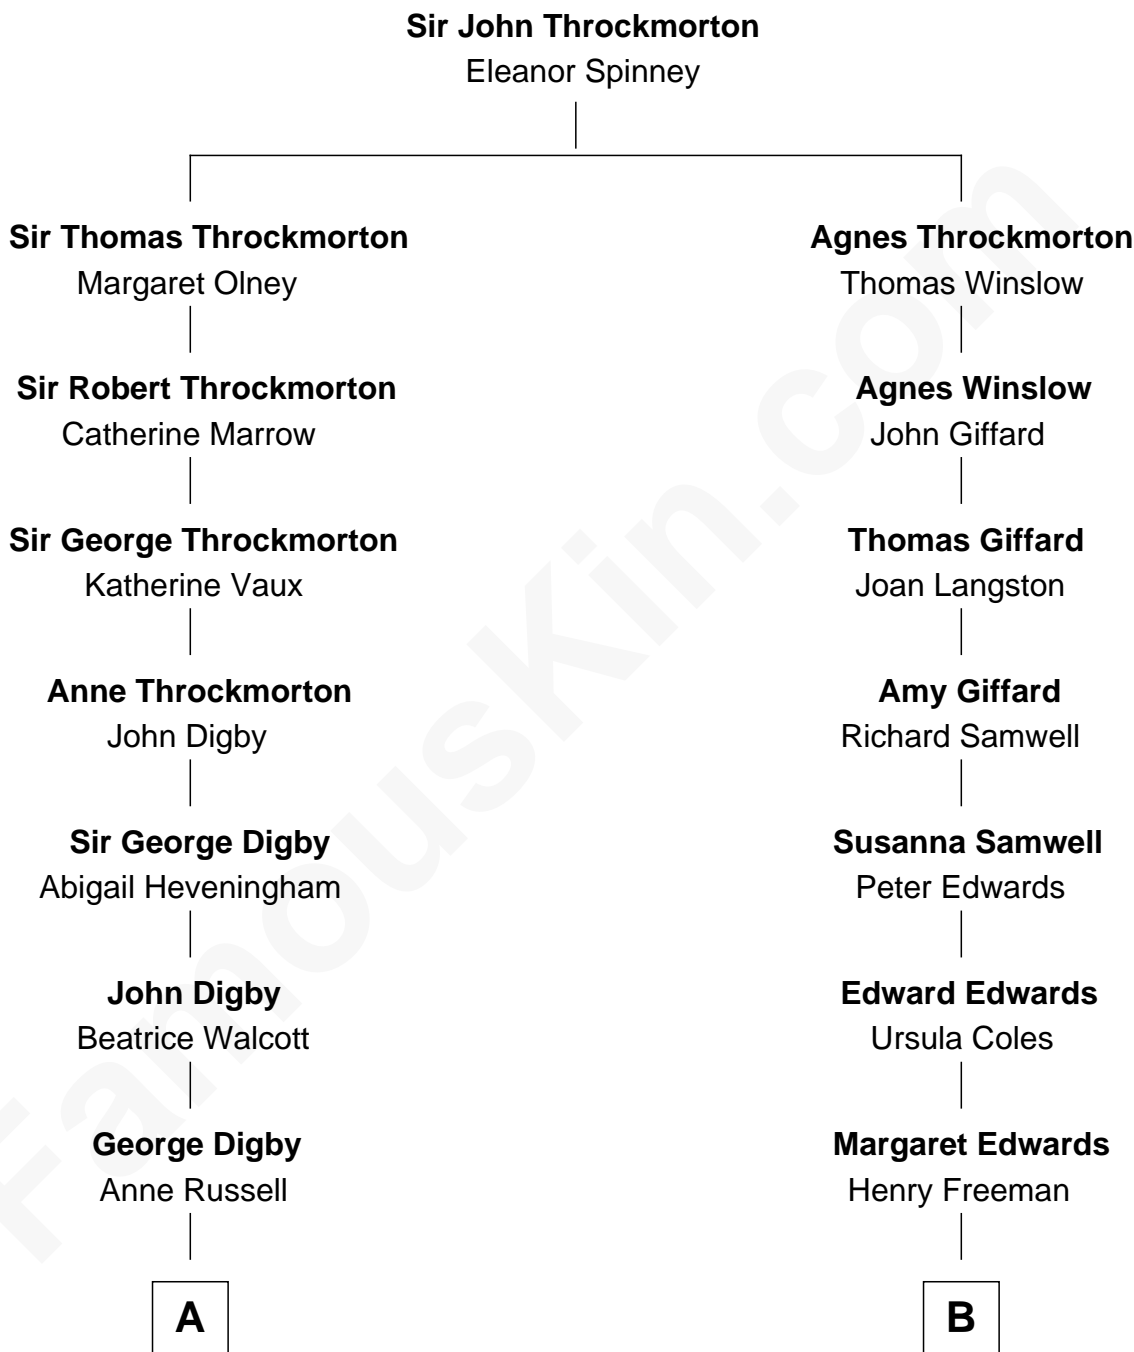 Sir John Throckmorton
Eleanor Spinney
Sir Thomas Throckmorton
Margaret Olney
Agnes Throckmorton
Thomas Winslow
Sir Robert Throckmorton
Catherine Marrow
Agnes Winslow
John Giffard
Sir George Throckmorton
Katherine Vaux
Thomas Giffard
Joan Langston
Anne Throckmorton
John Digby
Amy Giffard
Richard Samwell
Sir George Digby
Abigail Heveningham
Susanna Samwell
Peter Edwards
John Digby
Beatrice Walcott
Edward Edwards
Ursula Coles
George Digby
Anne Russell
Margaret Edwards
Henry Freeman
A
B
FamousKin.com